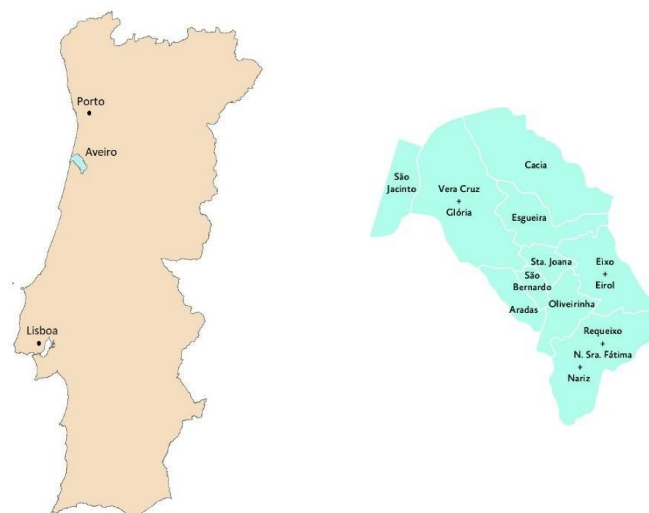 Porto
Aveiro
Lisboa
São
Jacinto
Vera Cruz
+
Glória
Cacia
Esgueira
Sta. Joana
São
Bernardo
Aradas
Oliveirinha
Eixo
+
Eirol
Requeixo
+
N. Sra. Fátima
+
Nariz